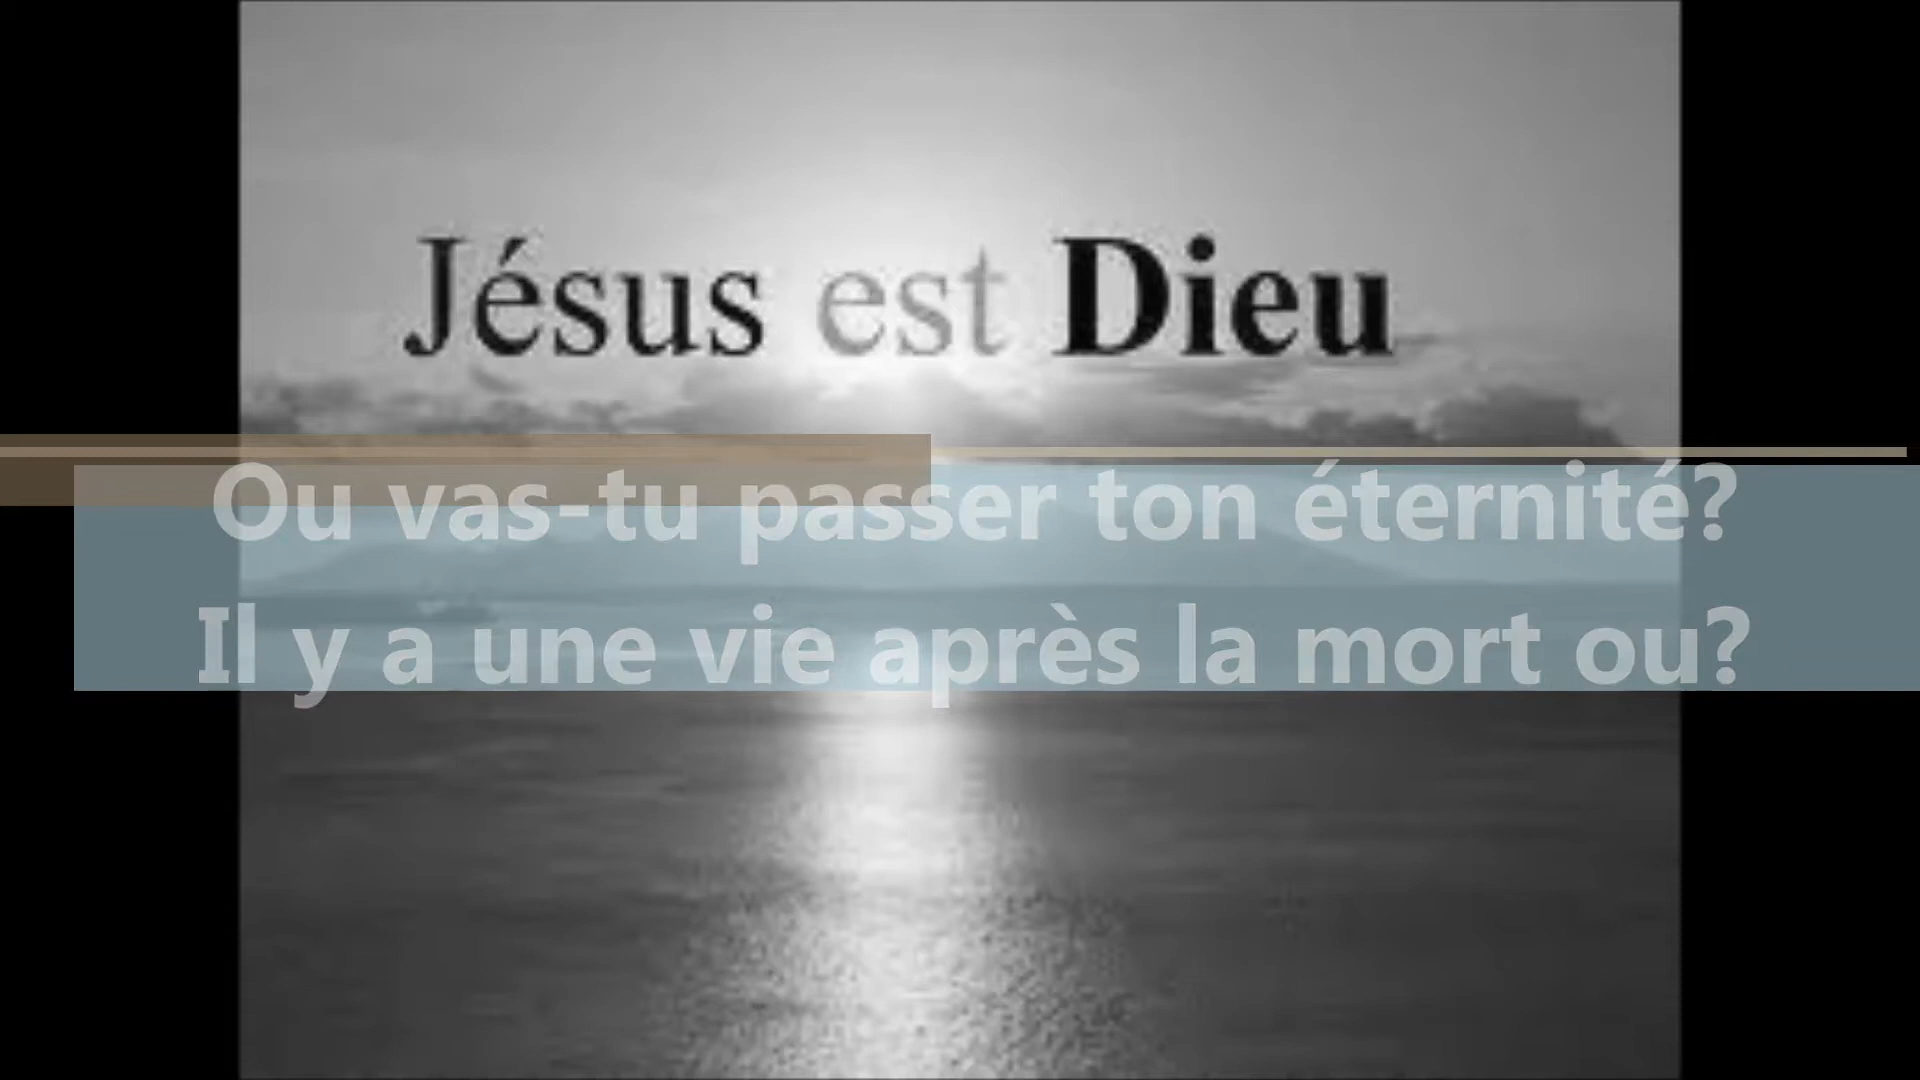 Jésus est Dieu
Ou vas-tu passer ton éternité?
Il y a une vie après la mort ou?